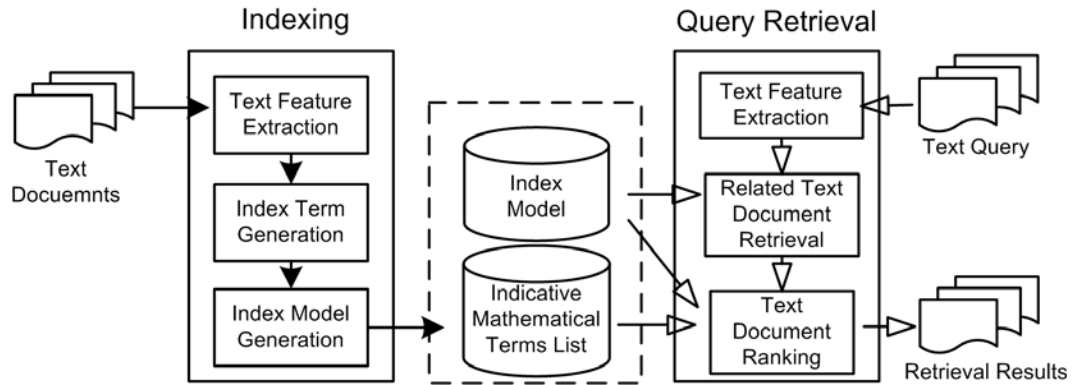 Indexing
Text
Docuemnts
Text Feature
Extraction
Index Term
Generation
Index Model
Generation
Index
Model
Indicative
Mathematical
Terms List
Query Retrieval
Text Feature
Extraction
Related Text
Document
Retrieval
Text
Document
Ranking
Text Query
Retrieval Results